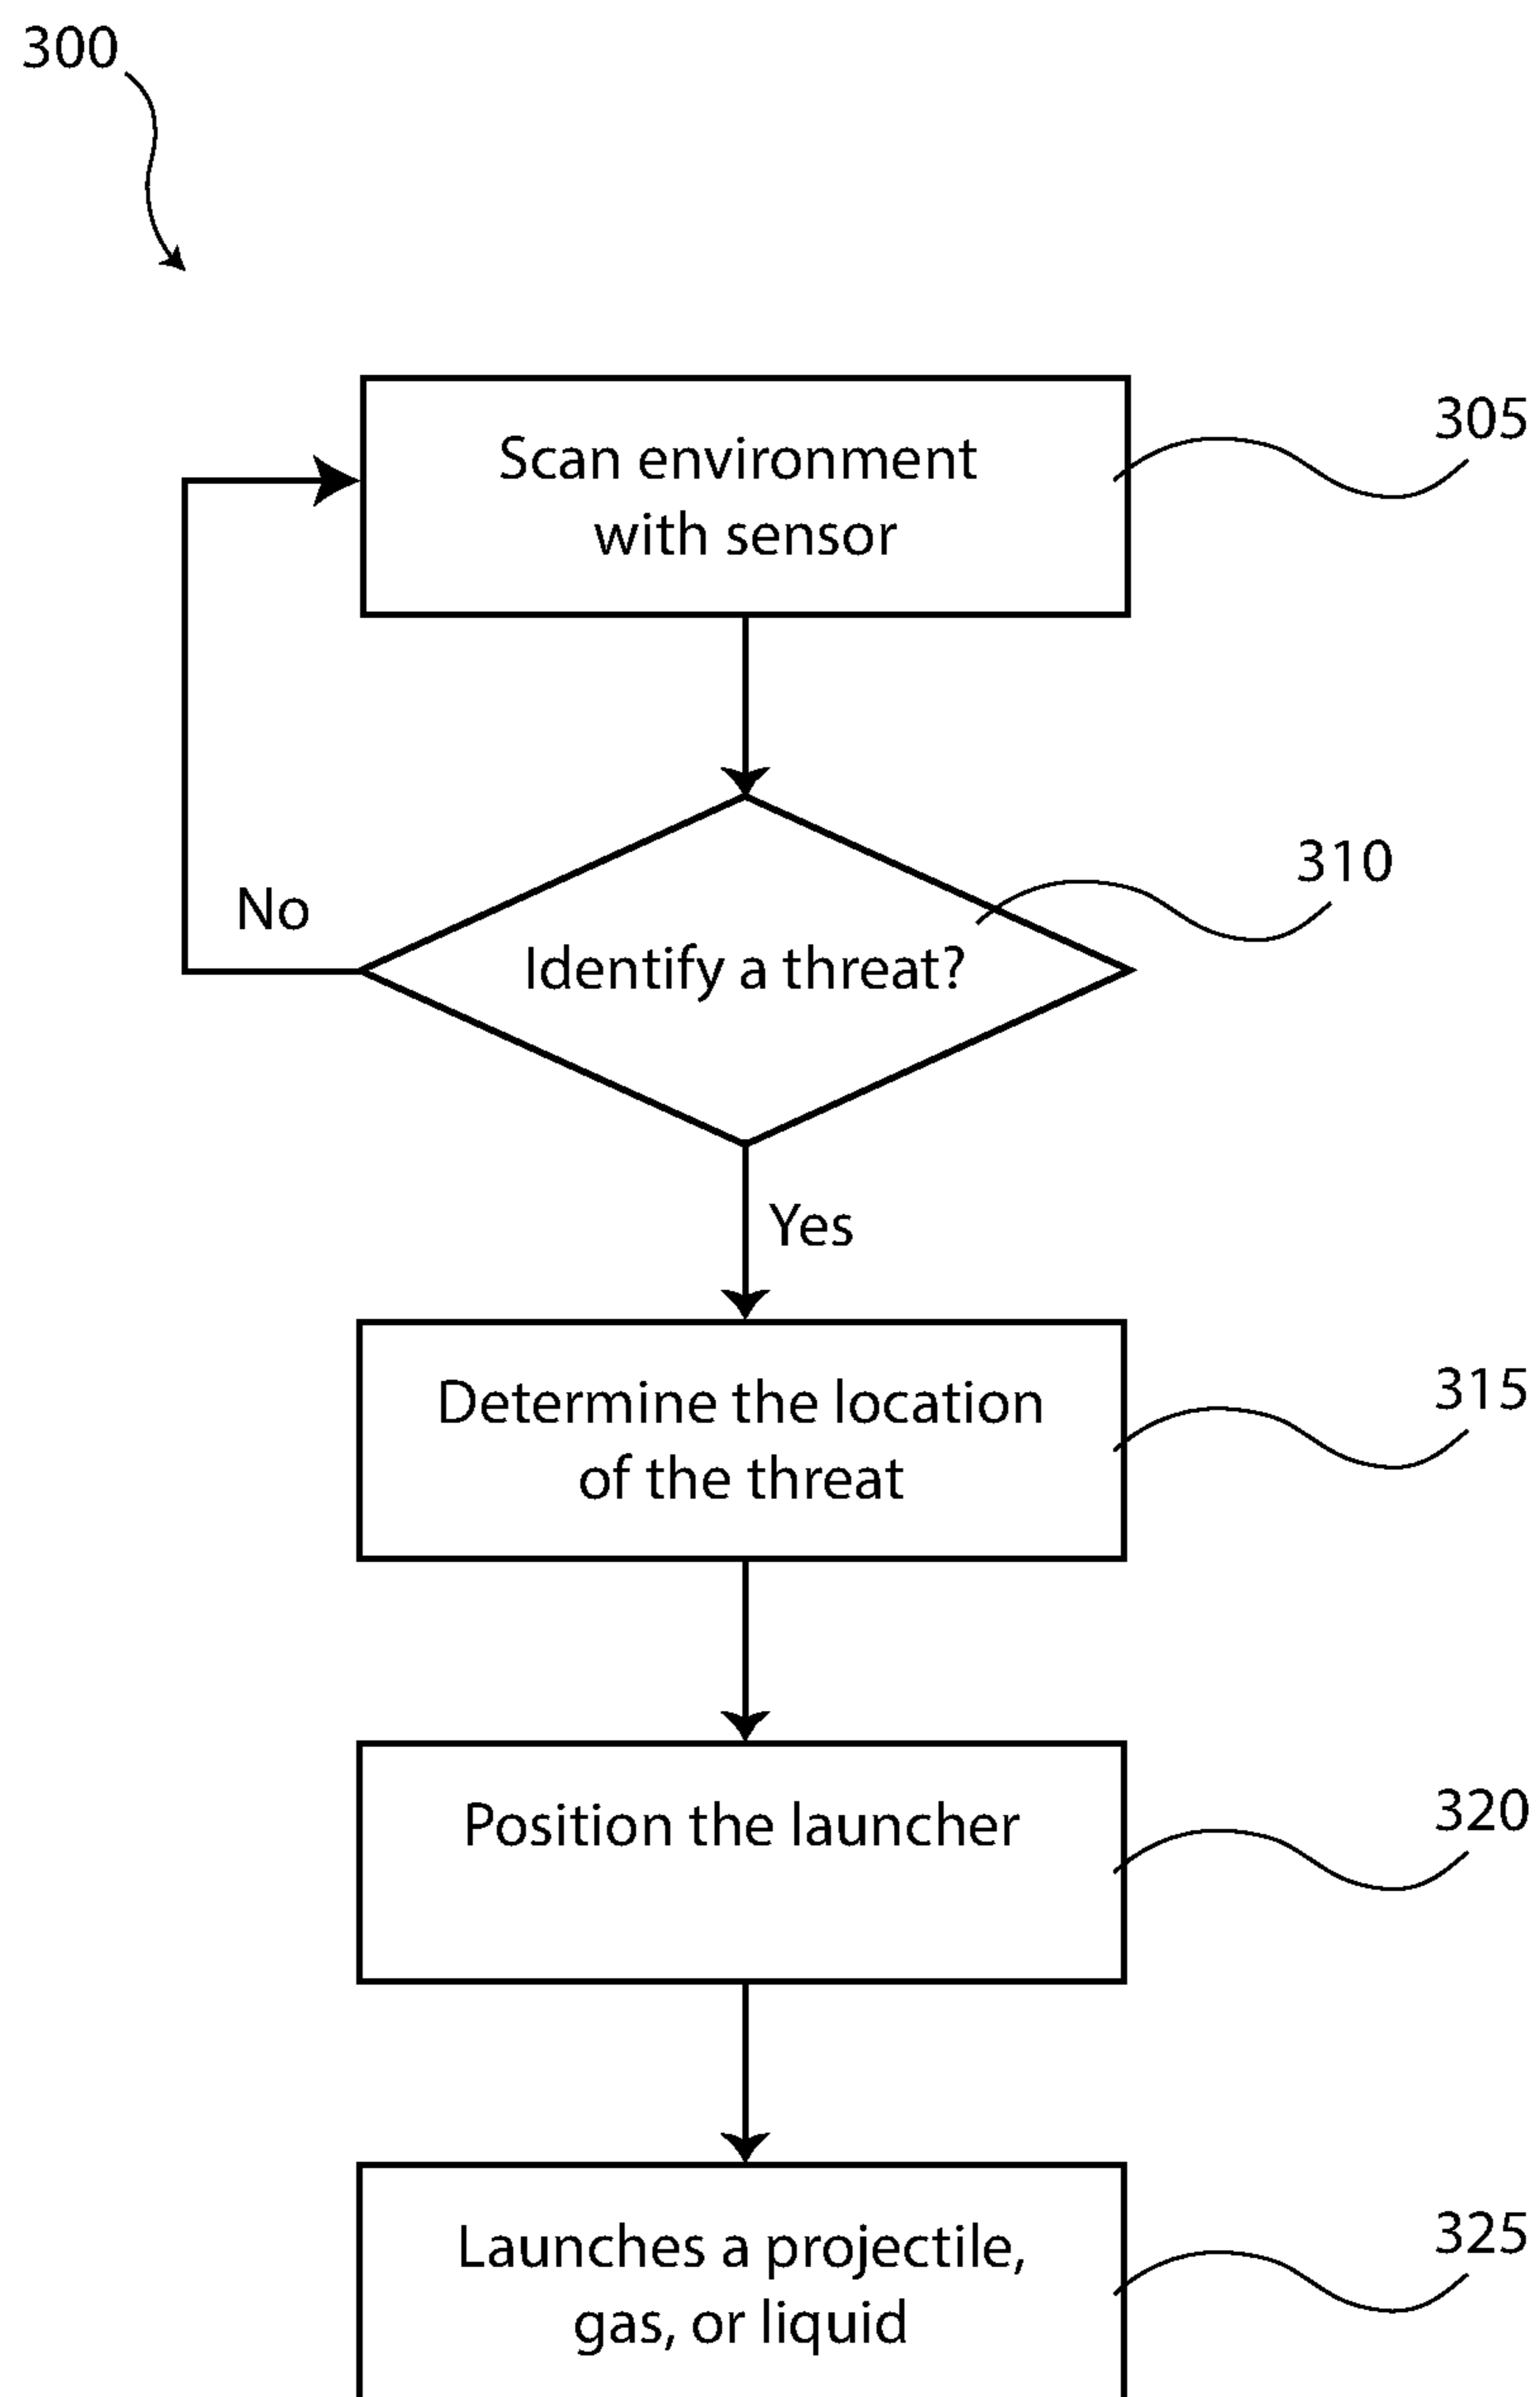 300
Scan environment
with sensor
305
310
No
Identify a threat?
Yes
Determine the location
of the threat
315
Position the launcher
320
Launches a projectile,
gas, or liquid
325